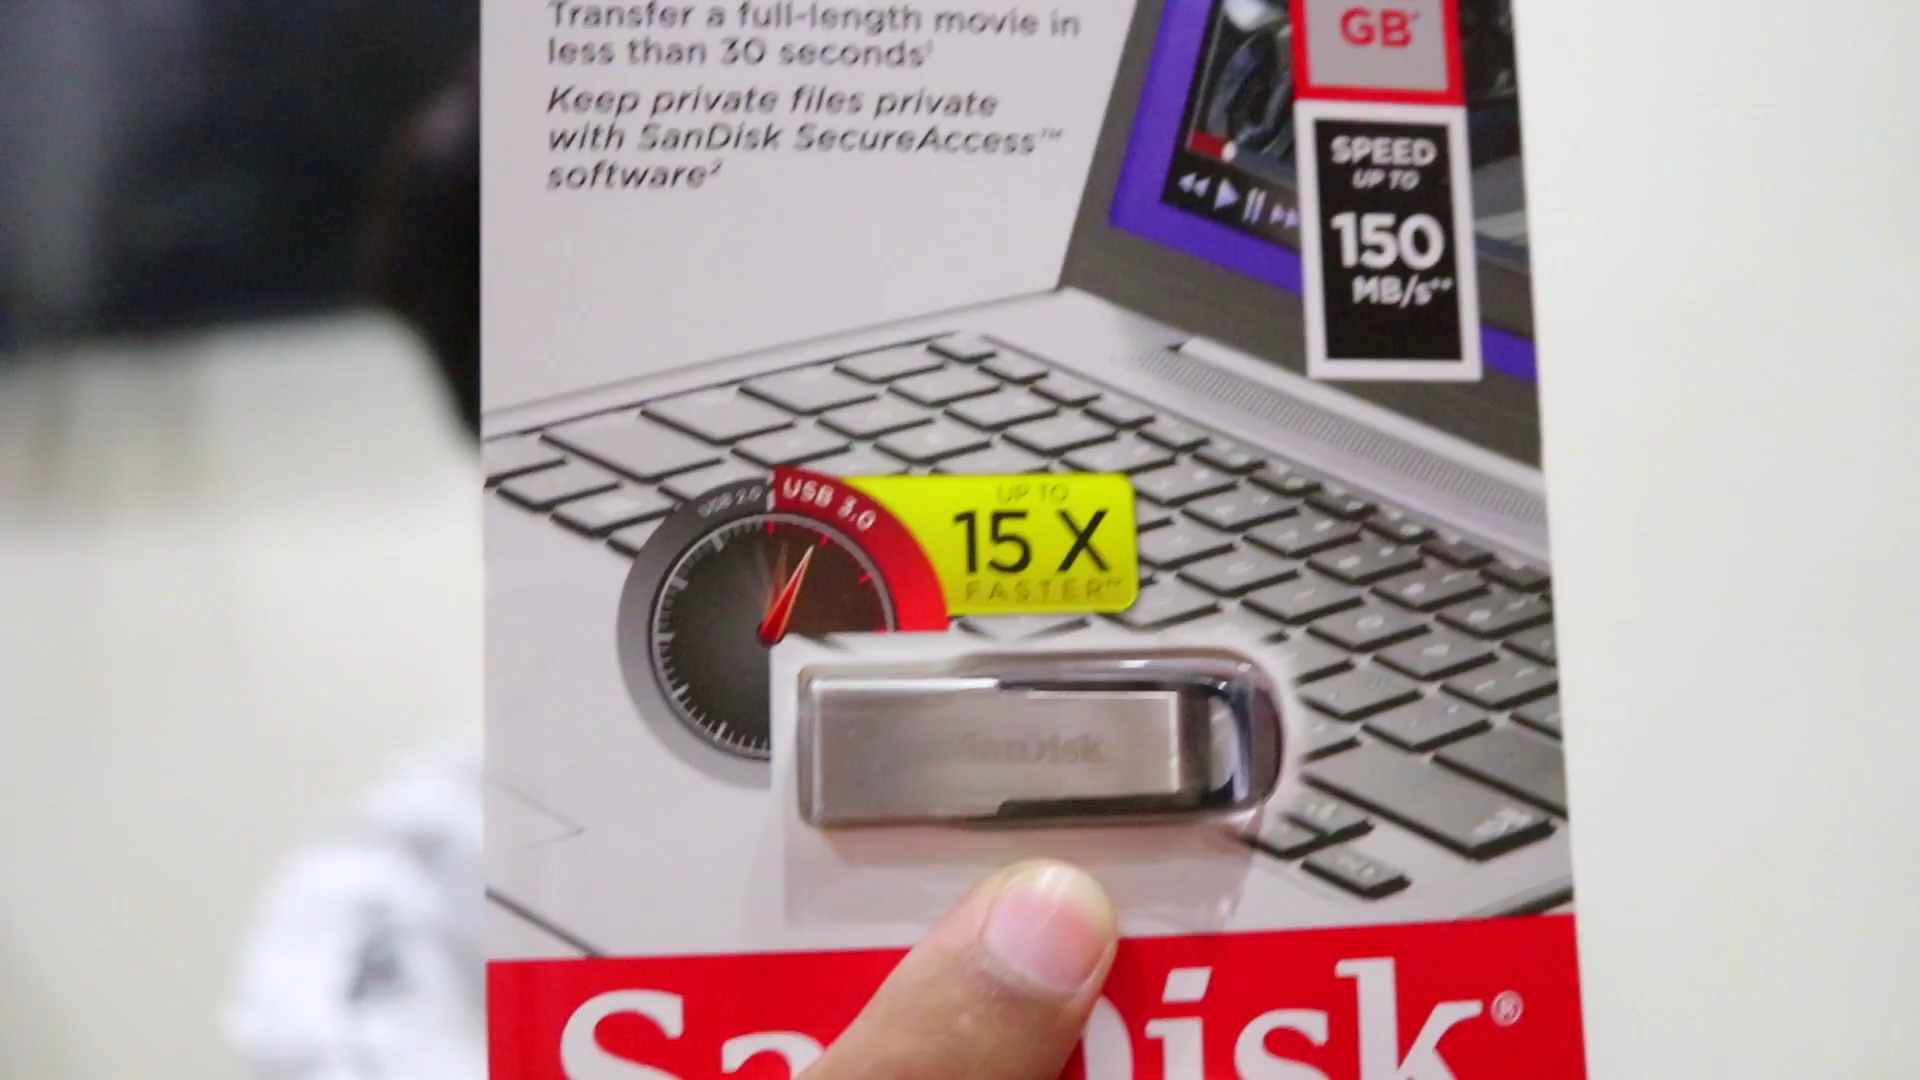 Transfer a full-length movie in
less than 30 seconds¹
Keep private files private
with SanDisk SecureAccess™
software²
GB*
SPEED
UP TO
150
MB/s**
USB 2.0
USB 3.0
UP TO
15 X
FASTER**
SanDisk
®